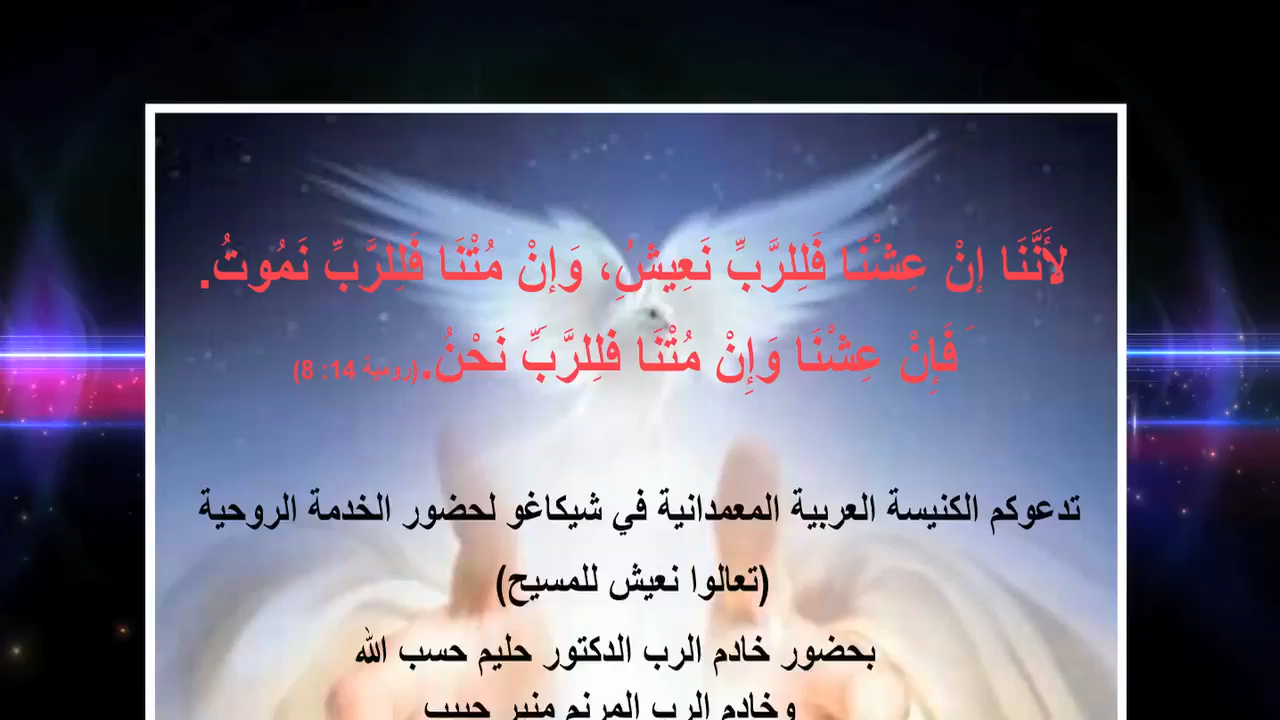 لأَنَّنَا إنْ عِشْنَا فَلِلرَّبِّ نَعِيشُِ، وَإنْ مُتْنَا فَلِلرَّبِّ نَمُوتُ.
َفَإِنْ عِشْنَا وَإِنْ مُتْنَا فلِلرَّبَِّ نَحْنُ.(رومية 14: 8)
تدعوكم الكنيسة العربية المعمدانية في شيكاغو لحضور الخدمة الروحية
(تعالوا نعيش للمسيح)
بحضور خادم الرب الدكتور حليم حسب الله
وخادم الرب المرنم منير حبيب